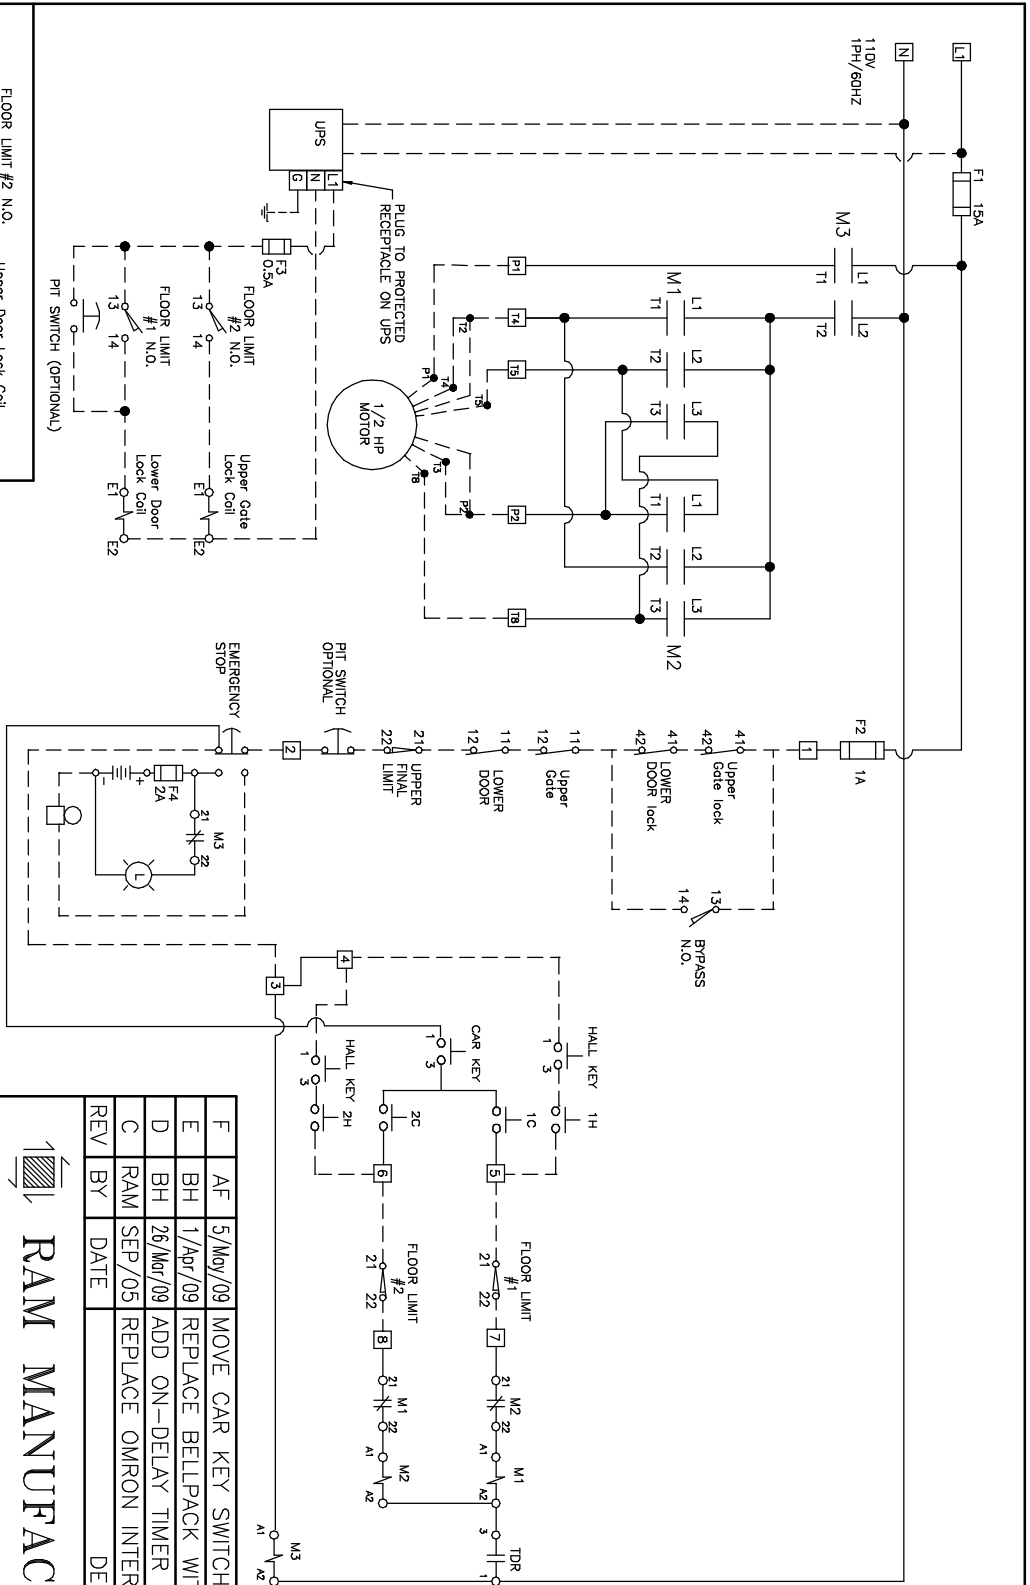 L1
N
110V
1PH/60HZ
F1
15A
M3
L1
T1
L2
T2
UPS
L1
N
G
PLUG TO PROTECTED
RECEPTACLE ON UPS
F3
0.5A
FLOOR LIMIT
#2 N.O.
13
14
FLOOR LIMIT
#1 N.O.
13
14
PIT SWITCH (OPTIONAL)
Upper Gate
Lock Coil
E1
E2
Lower Door
Lock Coil
E1
E2
P1
T4
T5
P2
T8
M1
L1
T1
L2
T2
L3
T3
L1
T1
L2
T2
L3
T3
M2
1/2 HP
MOTOR
P1
T4
T2
T5
P2
T3
T8
F2
1A
1
41
42
Upper
Gate lock
41
42
LOWER
DOOR lock
13
14
BYPASS
N.O.
11
12
Upper
Gate
11
12
LOWER
DOOR
21
22
UPPER
FINAL
LIMIT
PIT SWITCH
OPTIONAL
2
EMERGENCY
STOP
-
+
F4
2A
21
M3
22
L
4
3
HALL KEY
1
3
1H
CAR KEY
1
3
1C
2C
HALL KEY
1
3
2H
5
6
FLOOR LIMIT
#1
21
22
FLOOR LIMIT
#2
21
22
7
8
21
M2
22
A1
M1
A2
21
M1
22
A1
M2
A2
3
TDR
1
A1
M3
A2
FLOOR LIMIT #2 N.O.
F AF 5/May/09 MOVE CAR KEY SWITCH
E BH 1/Apr/09 REPLACE BELLPACK WIT
D BH 26/Mar/09 ADD ON-DELAY TIMER
C RAM SEP/05 REPLACE OMRON INTER
REV BY DATE DE
RAM MANUFAC